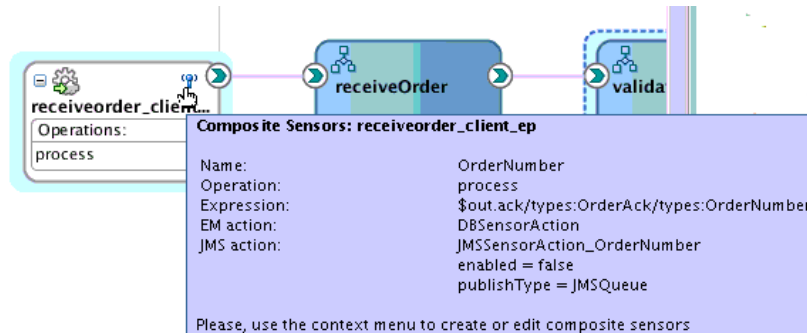 receiveOrder
valida
receiveorder_client...
Operations:
process
Composite Sensors: receiveorder_client_ep
Name: OrderNumber
Operation: process
Expression: $out.ack/types:OrderAck/types:OrderNumber
EM action: DBSensorAction
JMS action: JMSSensorAction_OrderNumber
enabled = false
publishType = JMSQueue
Please, use the context menu to create or edit composite sensors